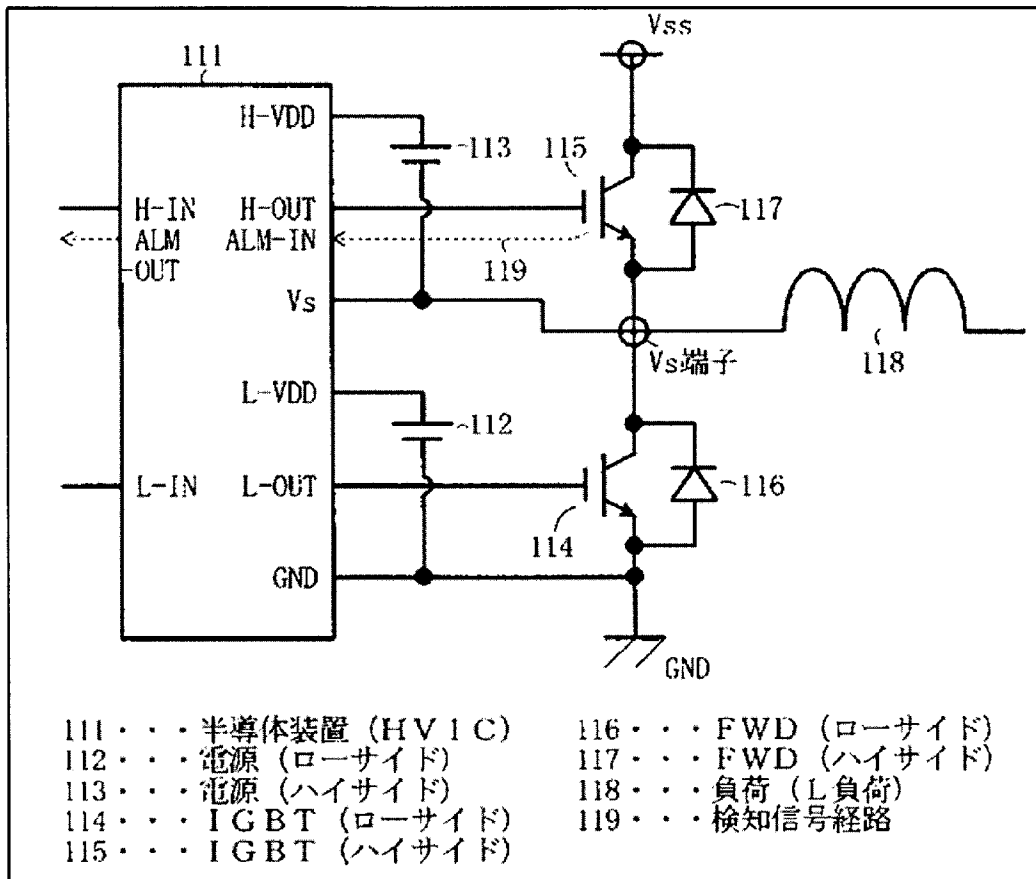 Vss
111
H-VDD
113
115
117
H-IN
H-OUT
ALM
ALM-IN
-OUT
119
Vs
Vs端子
118
L-VDD
112
L-IN
L-OUT
116
114
GND
GND
111・・・半導体装置(HV1C)
112・・・電源(ローサイド)
113・・・電源(ハイサイド)
114・・・IGBT(ローサイド)
115・・・IGBT(ハイサイド)
116・・・FWD(ローサイド)
117・・・FWD(ハイサイド)
118・・・負荷(L負荷)
119・・・検知信号経路